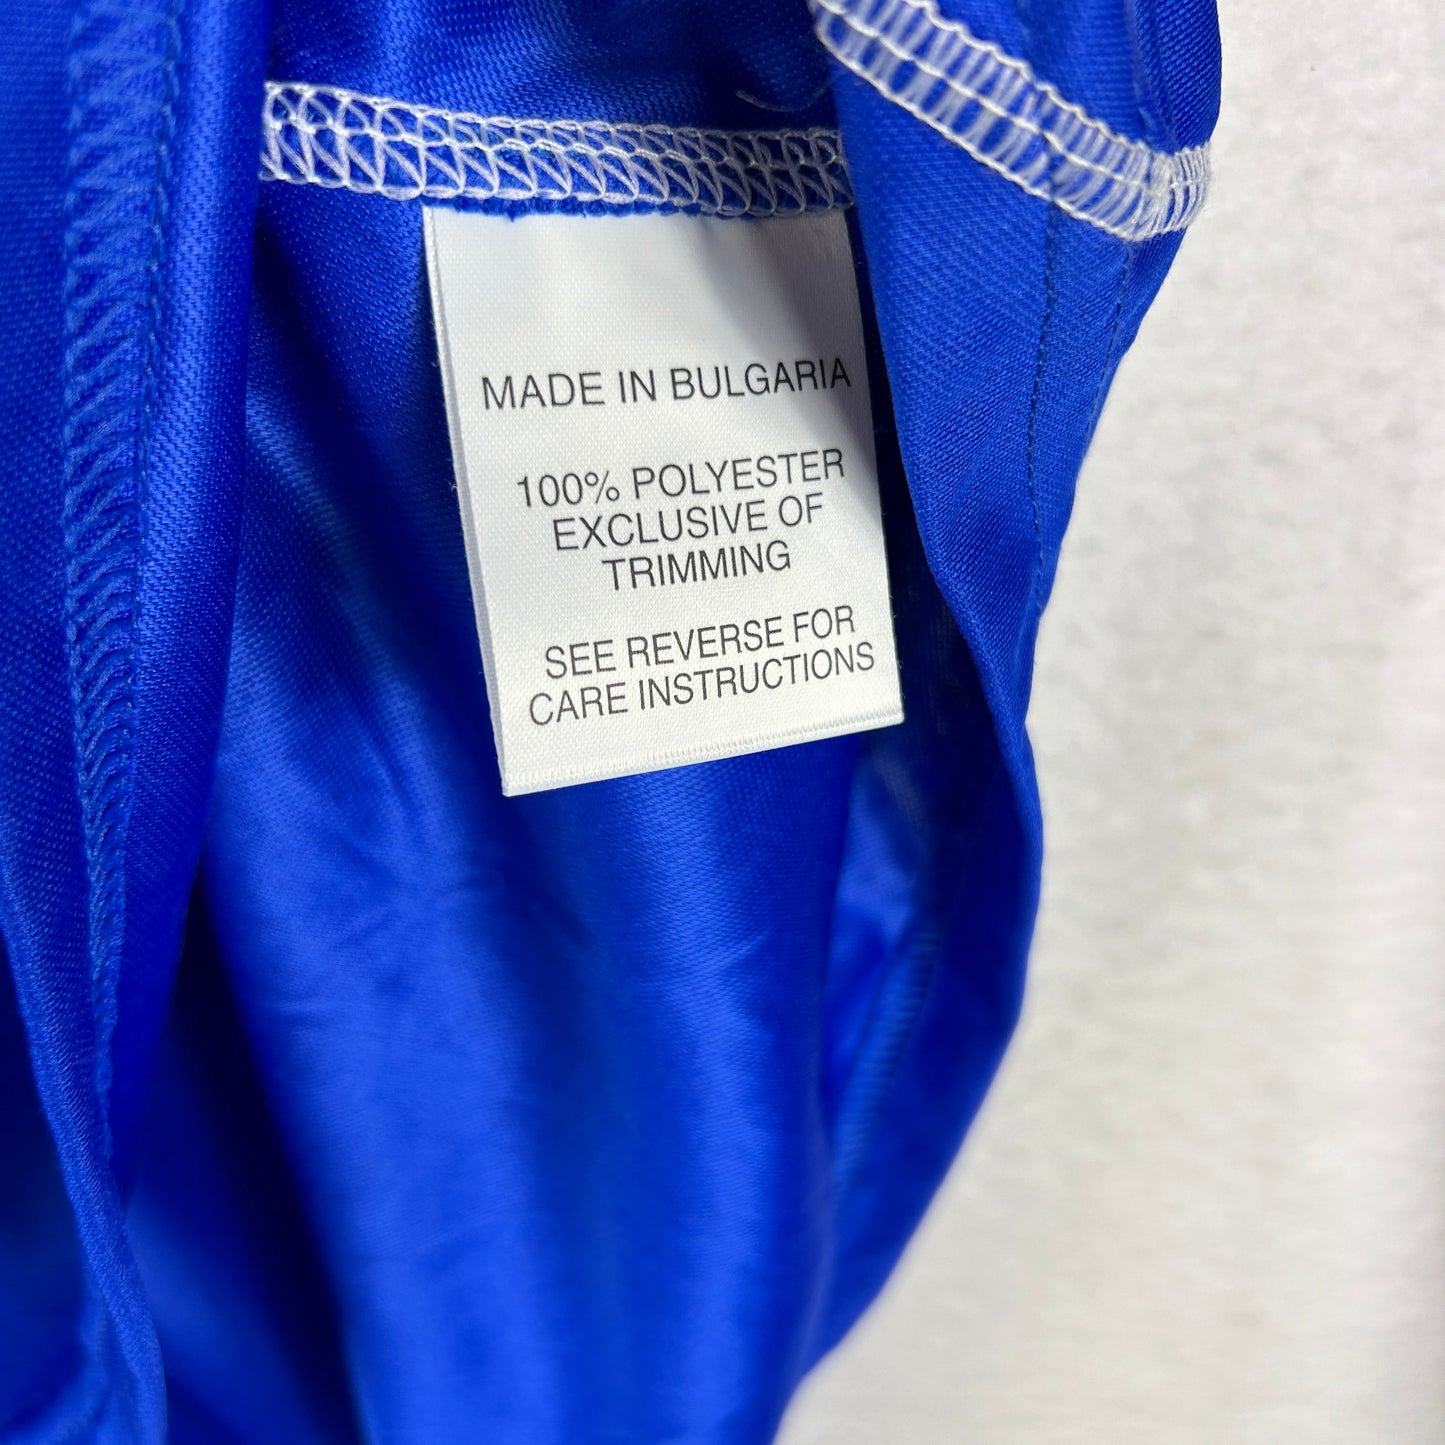 MADE IN BULGARIA
100% POLYESTER
EXCLUSIVE OF
TRIMMING
SEE REVERSE FOR
CARE INSTRUCTIONS